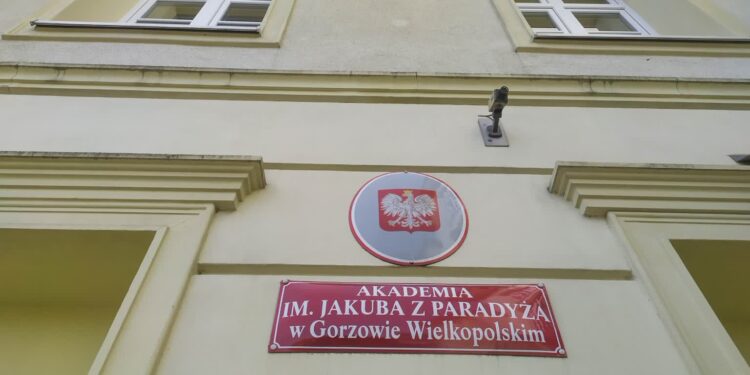 AKADEMIA
IM. JAKUBA Z PARADYŻA
w Gorzowie Wielkopolskim